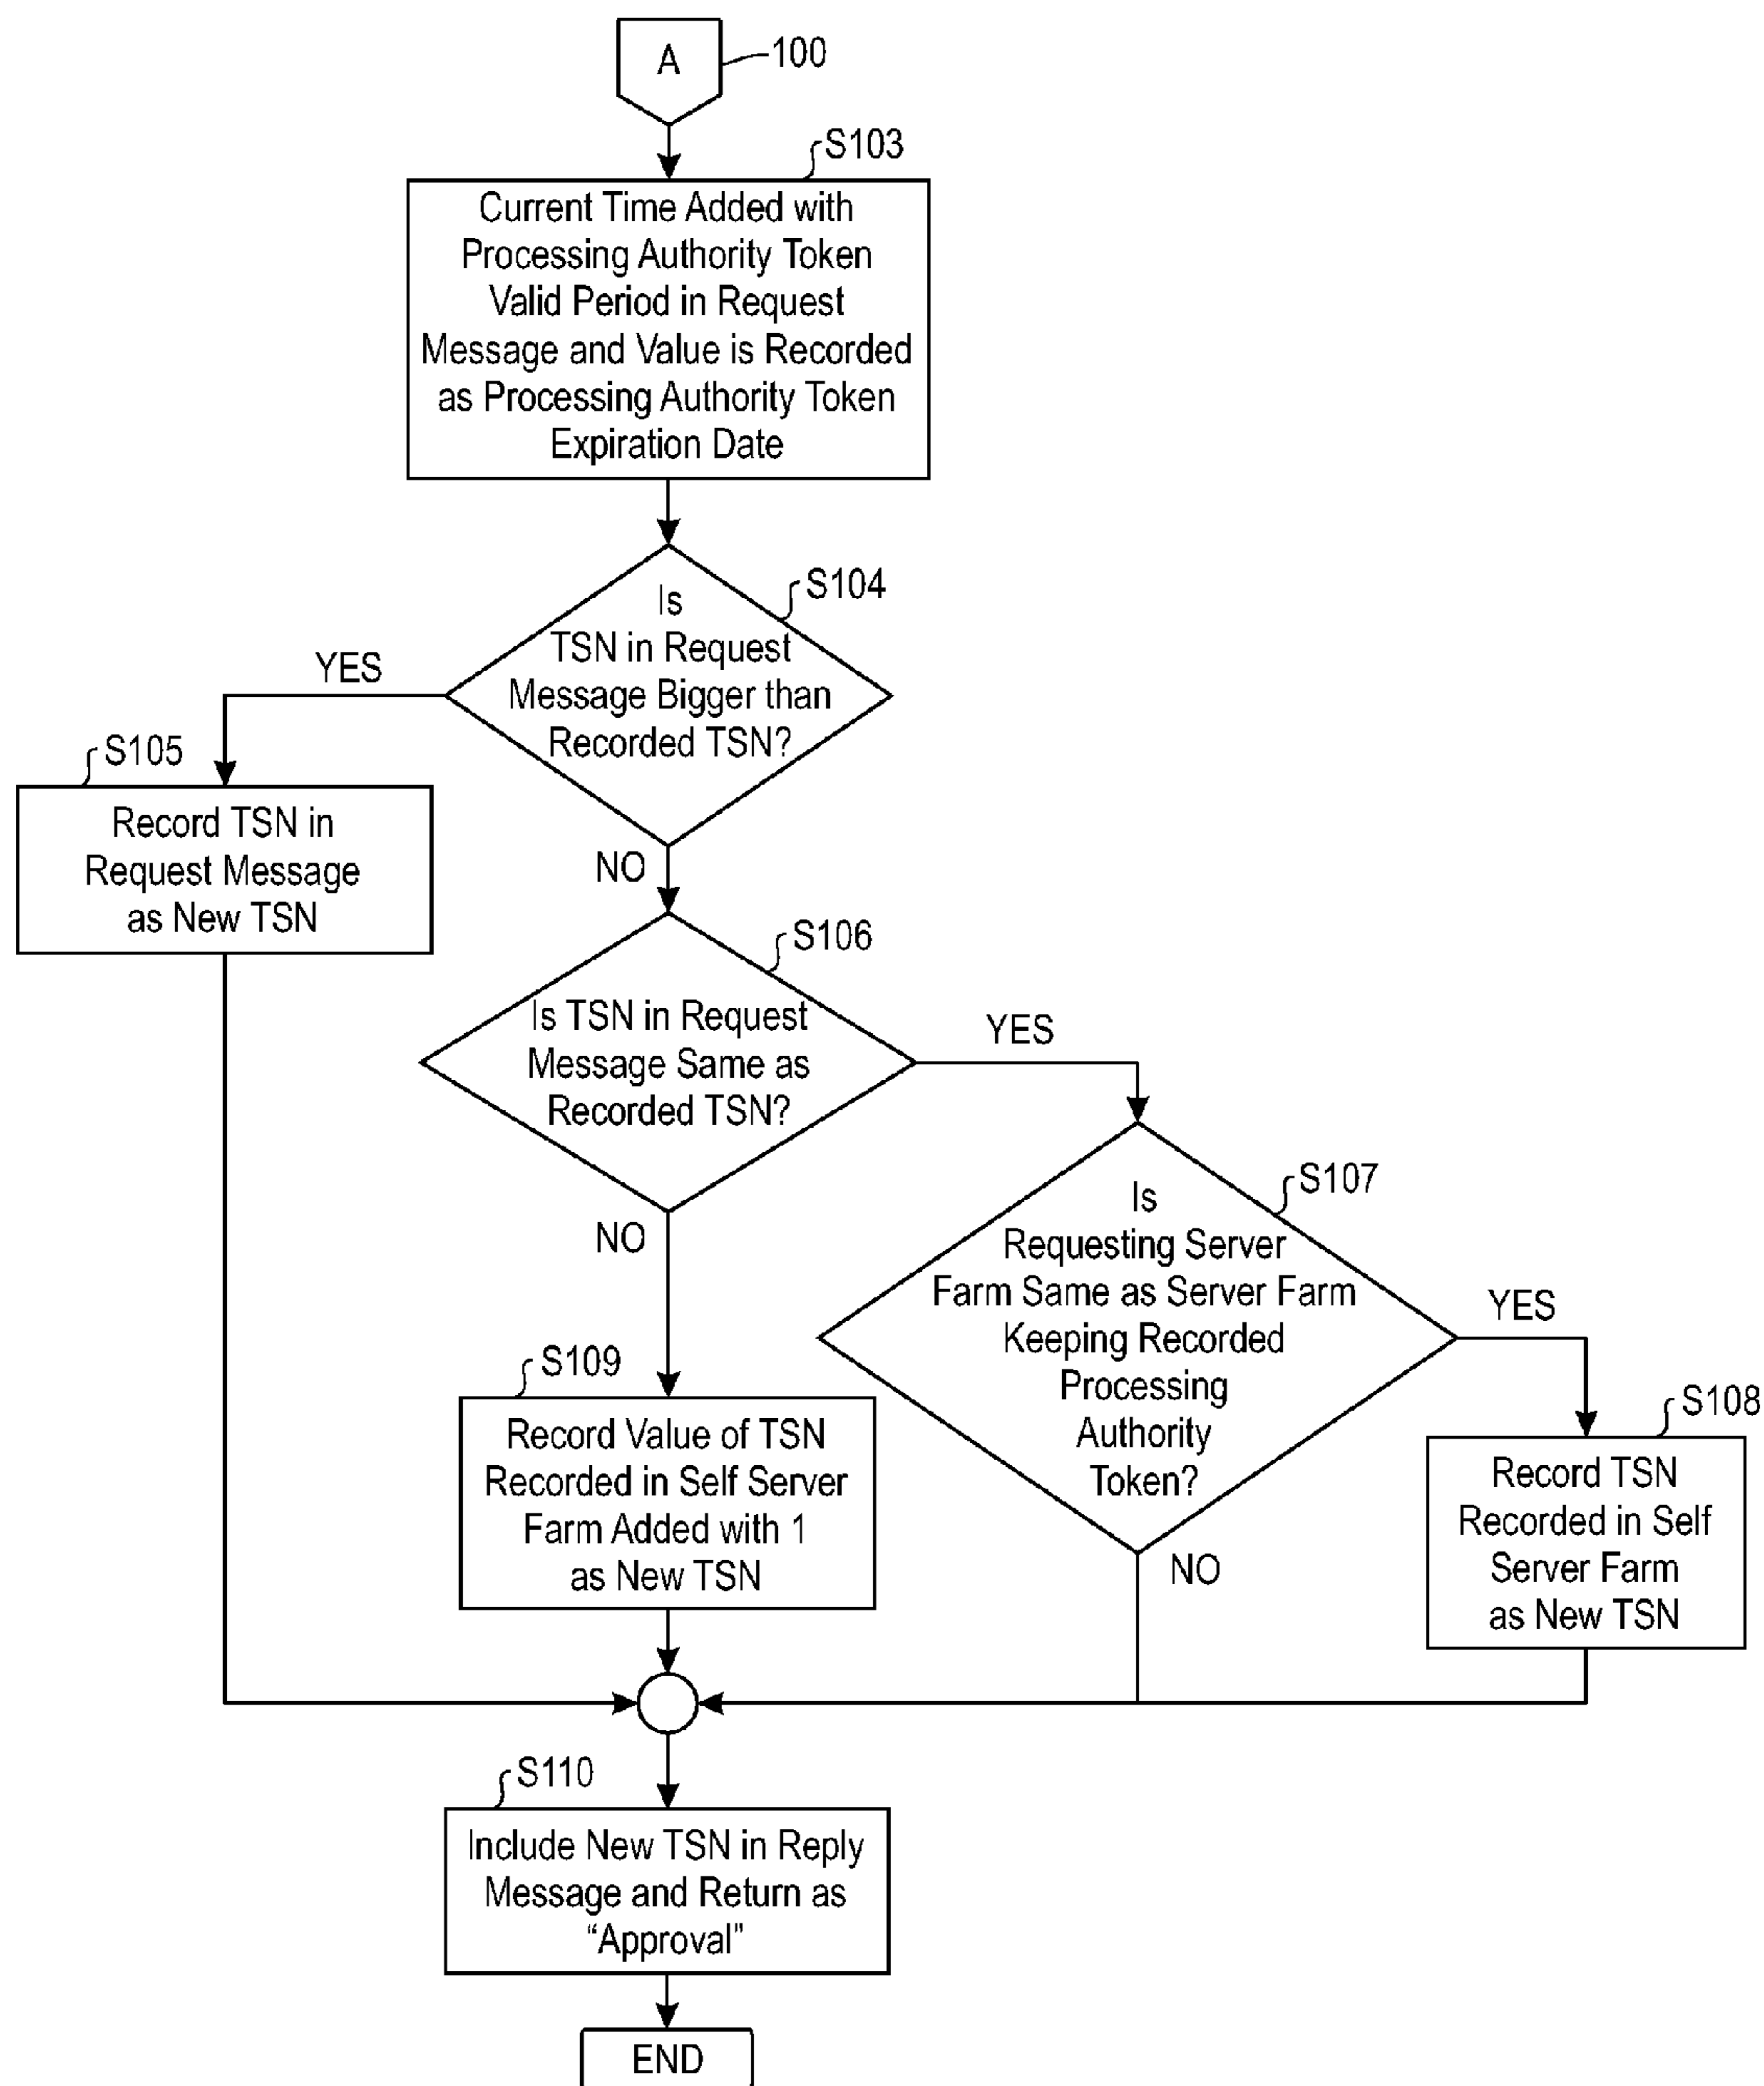 A
100
S103
Current Time Added with
Processing Authority Token
Valid Period in Request
Message and Value is Recorded
as Processing Authority Token
Expiration Date
S104
Is
TSN in Request
Message Bigger than
Recorded TSN?
YES
S105
Record TSN in
Request Message
as New TSN
NO
S106
Is TSN in Request
Message Same as
Recorded TSN?
YES
NO
S107
Is
Requesting Server
Farm Same as Server Farm
Keeping Recorded
Processing
Authority
Token?
YES
NO
S108
Record TSN
Recorded in Self
Server Farm
as New TSN
S109
Record Value of TSN
Recorded in Self Server
Farm Added with 1
as New TSN
S110
Include New TSN in Reply
Message and Return as
“Approval”
END